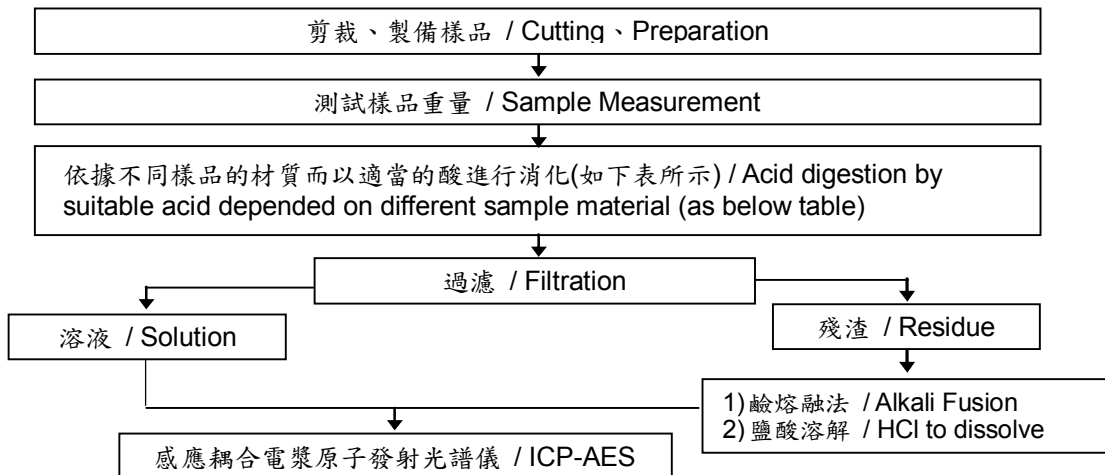 剪裁、製備樣品 / Cutting、Preparation
測試樣品重量 / Sample Measurement
依據不同樣品的材質而以適當的酸進行消化(如下表所示) / Acid digestion by
suitable acid depended on different sample material (as below table)
過濾 / Filtration
溶液 / Solution
殘渣 / Residue
1)鹼熔融法 / Alkali Fusion
2)鹽酸溶解 / HCl to dissolve
感應耦合電漿原子發射光譜儀 / ICP-AES